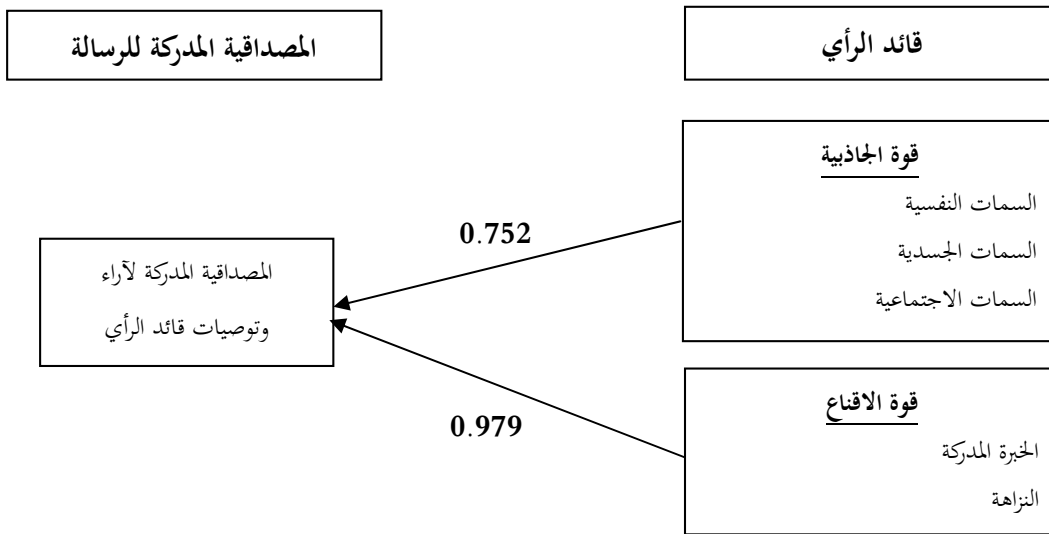 قائد الرأي
المصداقية المدركة للرسالة
قوة الجاذبية
السمات النفسية
السمات الجسدية
السمات الاجتماعية
0.752
المصداقية المدركة لآراء
وتوصيات قائد الرأي
0.979
قوة الاقناع
الخبرة المدركة
النزاهة